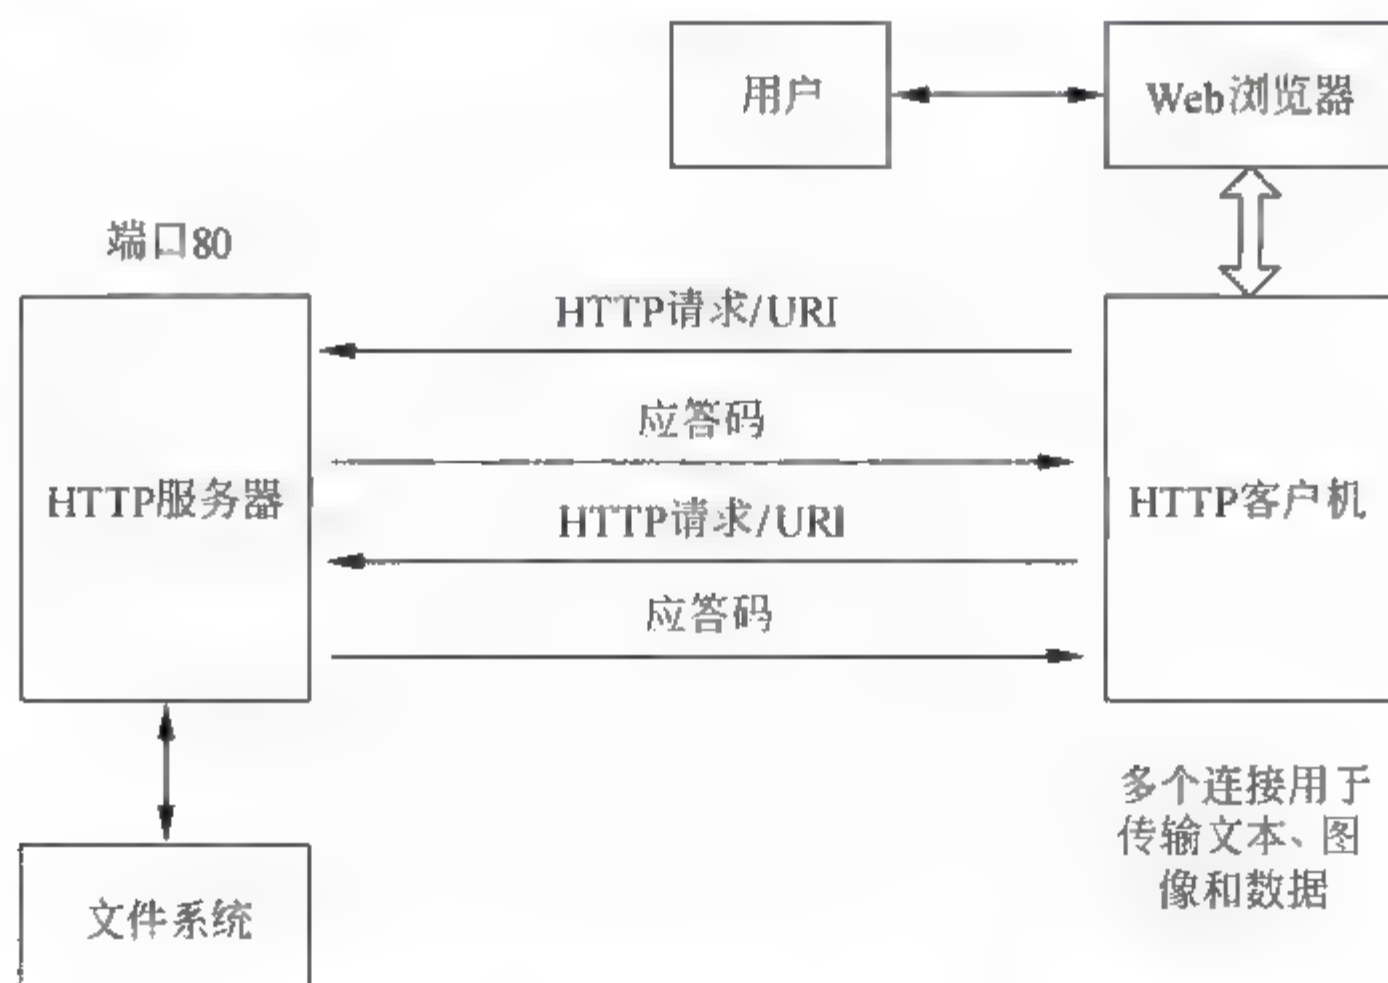 用户
Web浏览器
端口80
HTTP请求/URI
应答码
HTTP服务器
HTTP请求/URI
HTTP客户机
应答码
多个连接用于
传输文本、图
像和数据
文件系统